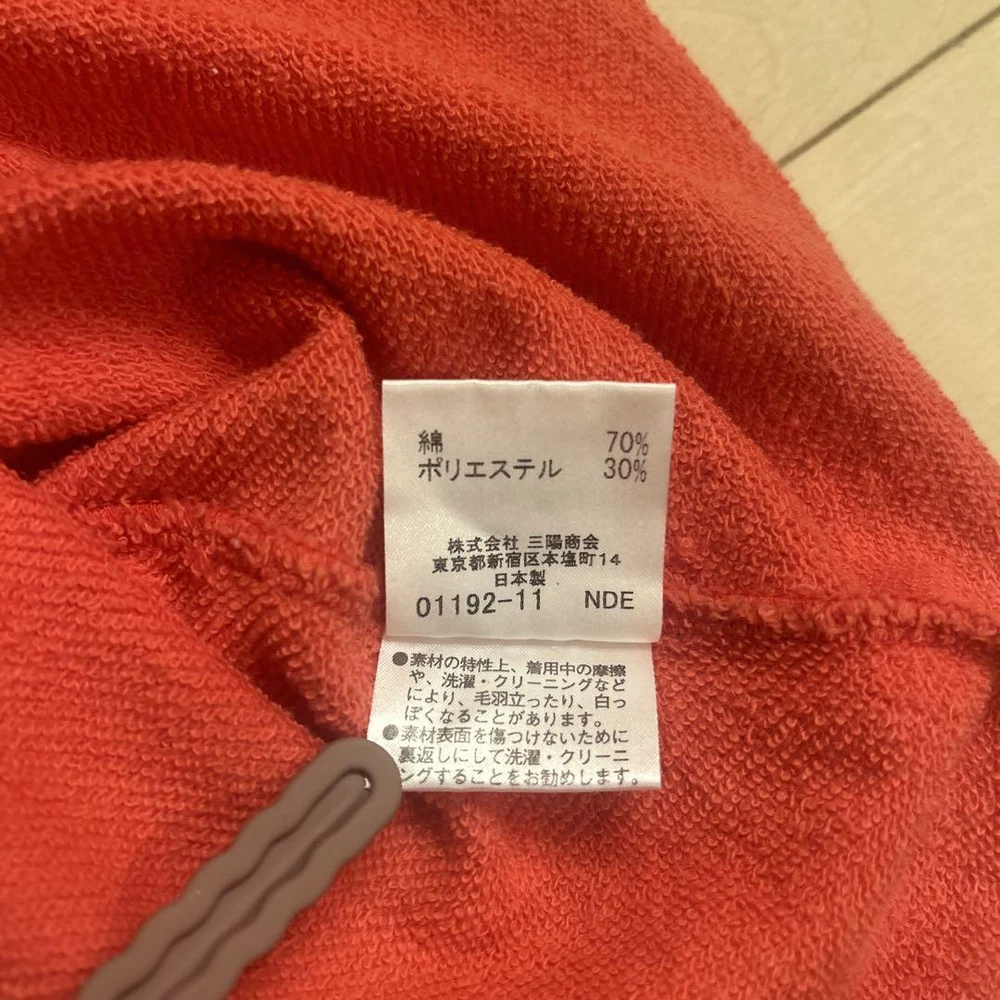 綿 70%
ポリエステル 30%
株式会社 三陽商会
東京都新宿区本塩町14
日本製
01192-11 NDE
●素材の特性上、着用中の摩擦
や、洗濯・クリーニングなど
により、毛羽立ったり、白っ
ぽくなることがあります。
●素材表面を傷つけないために
裏返しにして洗濯・クリーニ
ングすることをお勧めします。